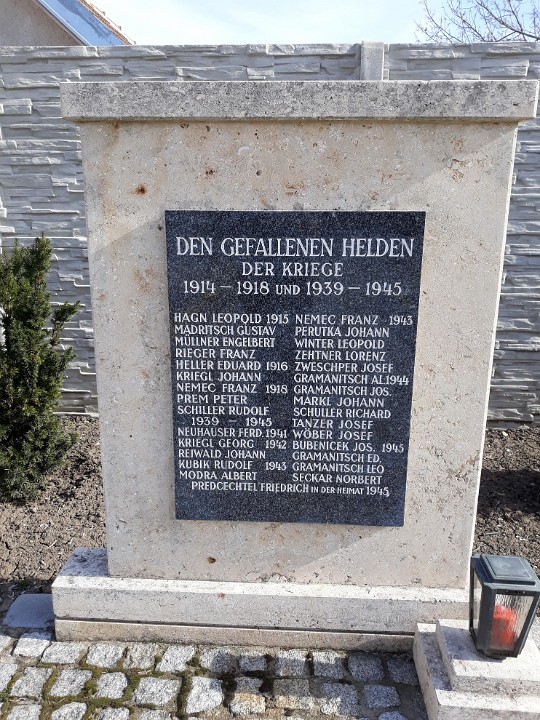 DEN GEFALLENEN HELDEN
DER KRIEGE
1914 – 1918 UND 1939 – 1945
HAGN LEOPOLD 1915
MADRITSCH GUSTAV
MÜLLNER ENGELBERT
RIEGER FRANZ
HELLER EDUARD 1916
KRIEGL JOHANN
NEMEC FRANZ 1918
PREM PETER
SCHILLER RUDOLF
1939 – 1945
NEUHAUSER FERD. 1941
KRIEGL GEORG 1942
REIWALD JOHANN
KUBIK RUDOLF 1943
MODRA ALBERT
NEMEC FRANZ 1943
PERUTKA JOHANN
WINTER LEOPOLD
ZEHTNER LORENZ
ZWESCHPER JOSEF
GRAMANITSCH AL. 1944
GRAMANITSCH JOS.
MARKL JOHANN
SCHULLER RICHARD
TANZER JOSEF
WÖBER JOSEF
BUBENICEK JOS. 1945
GRAMANITSCH ED.
GRAMANITSCH LEO
SECKAR NORBERT
PREDCECHTEL FRIEDRICH IN DER HEIMAT 1945